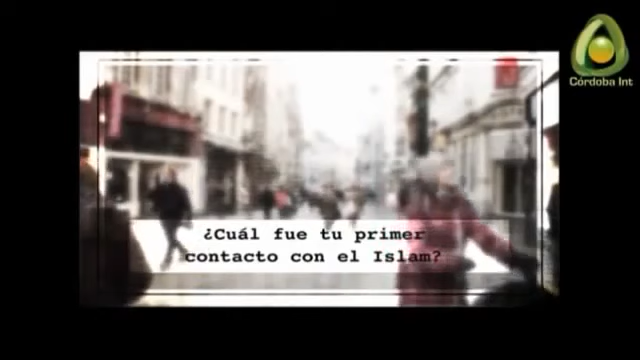 Córdoba Int
¿Cuál fue tu primer
contacto con el Islam?